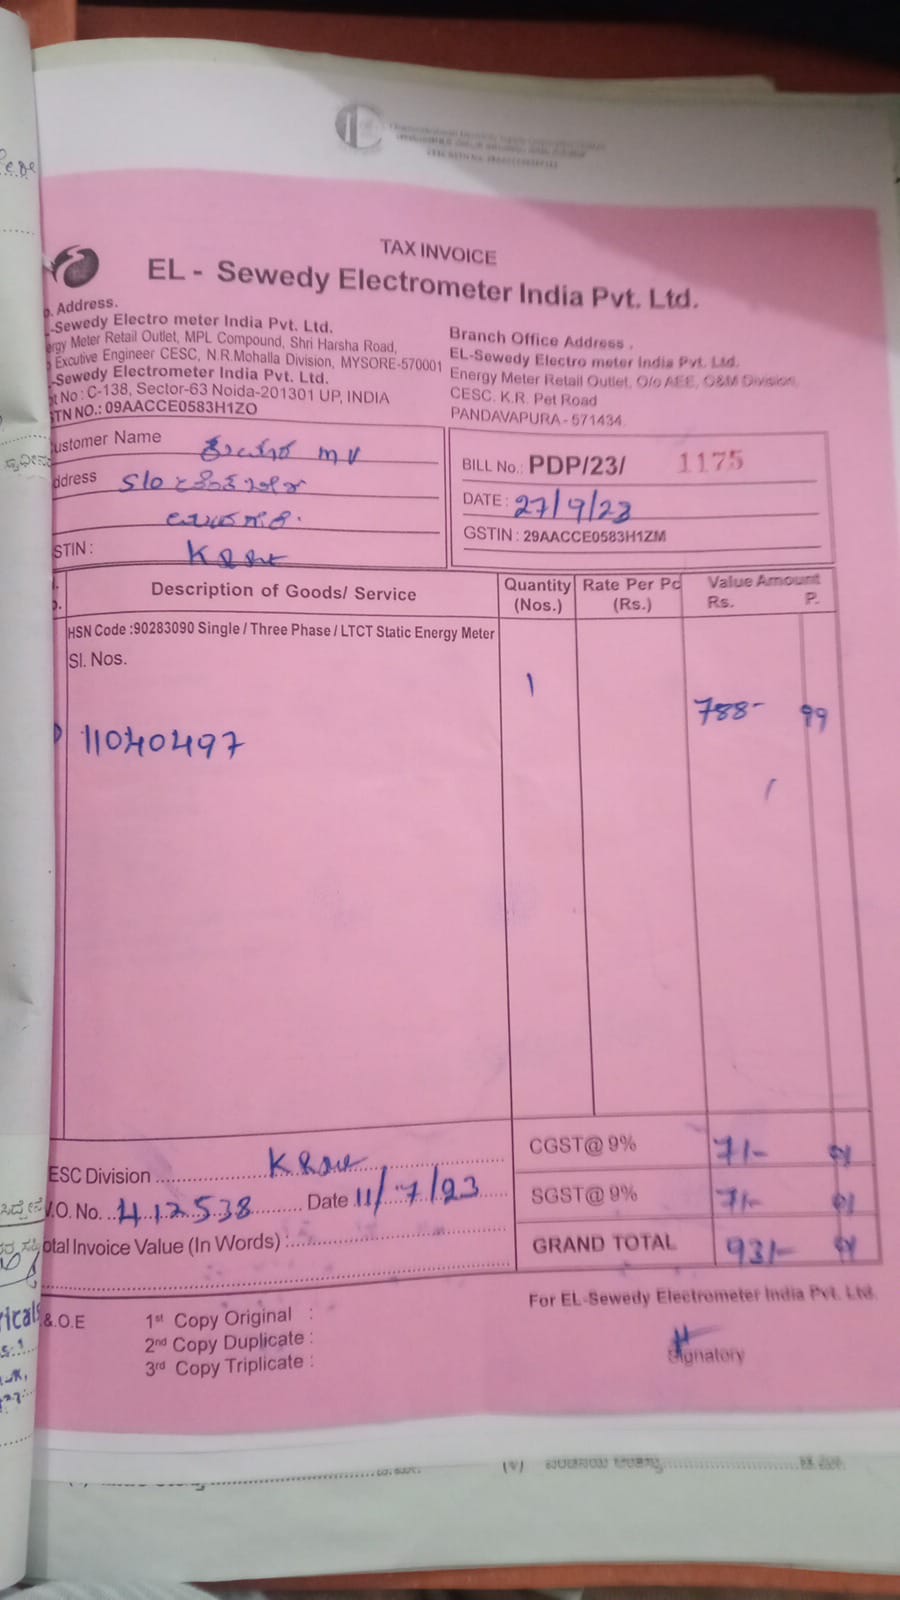 TAX INVOICE
EL - Sewedy Electrometer India Pvt. Ltd.
Address.
-Sewedy Electro meter India Pvt. Ltd.
ergy Meter Retail Outlet, MPL Compound, Shri Harsha Road,
Excutive Engineer CESC, N.R.Mohalla Division, MYSORE-570001
-Sewedy Electrometer India Pvt. Ltd.
ot No : C-138, Sector-63 Noida-201301 UP, INDIA
STN NO.: 09AACCE0583H1ZO
Branch Office Address .
EL-Sewedy Electro meter India Pvt. Ltd.
Energy Meter Retail Outlet, O/o AEE, O&M Division,
CESC. K.R. Pet Road
PANDAVAPURA - 571434.
ustomer Name MV
ddress S/o
STIN :
BILL No.: PDP/23/ 1175
DATE : 27/9/23
GSTIN : 29AACCE0583H1ZM
Description of Goods/ Service Quantity (Nos.) Rate Per Pc (Rs.) Value Amount Rs. P.
HSN Code :90283090 Single / Three Phase / LTCT Static Energy Meter
Sl. Nos.
1
788- 99
11040497
CGST@ 9% 71-
ESC Division
SGST@ 9% 71-
.O. No. 412538 Date 11/7/23
otal Invoice Value (In Words) :
GRAND TOTAL 931-
For EL-Sewedy Electrometer India Pvt. Ltd.
&.O.E
1st Copy Original :
2nd Copy Duplicate :
3rd Copy Triplicate :
Signatory